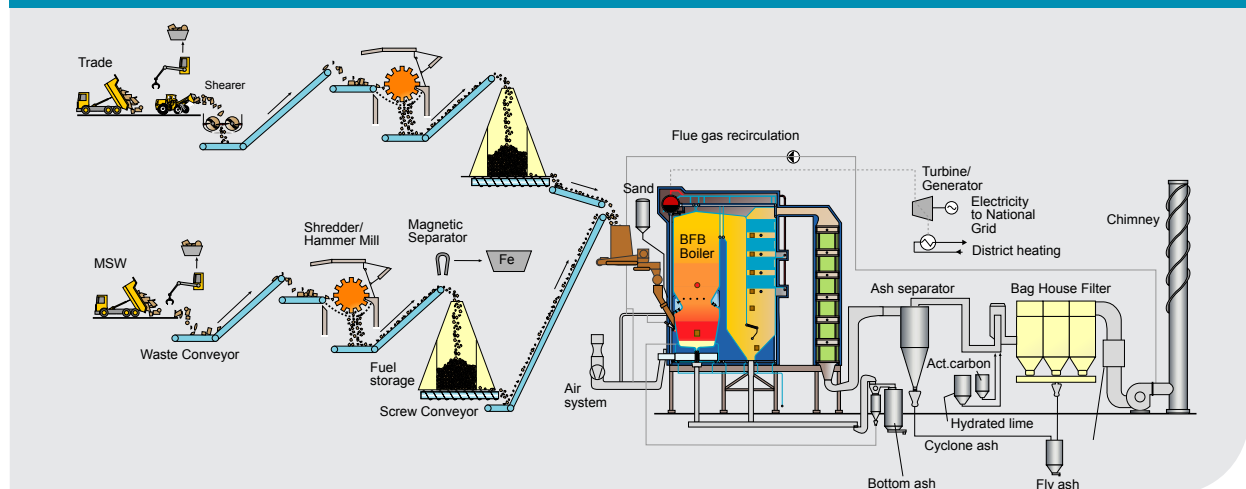 Trade
Shearer
Flue gas recirculation
Turbine/
Generator
Electricity
to National
Grid
District heating
Chimney
Sand
Shredder/
Hammer Mill
Magnetic
Separator
Fe
BFB
Boiler
MSW
Ash separator
Bag House Filter
Waste Conveyor
Fuel
storage
Screw Conveyor
Air
system
Act.carbon
Hydrated lime
Cyclone ash
Bottom ash
Fly ash